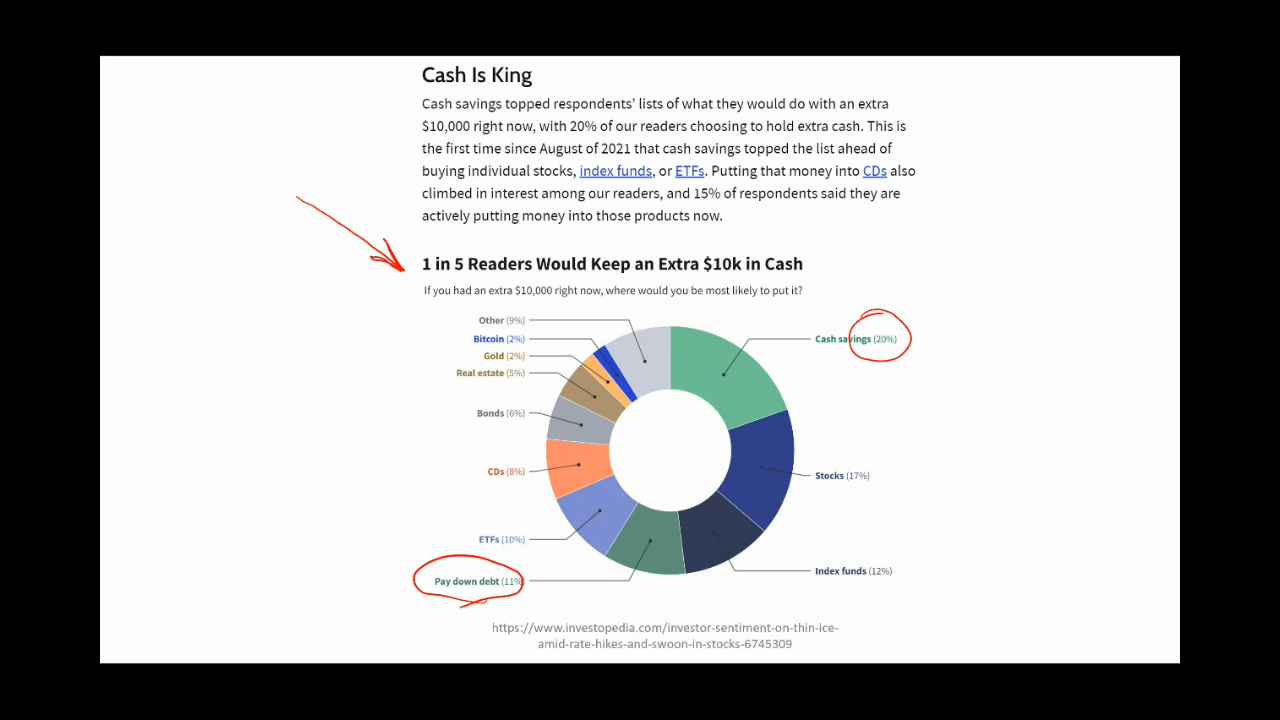 Cash Is King
Cash savings topped respondents' lists of what they would do with an extra
$10,000 right now, with 20% of our readers choosing to hold extra cash. This is
the first time since August of 2021 that cash savings topped the list ahead of
buying individual stocks, index funds, or ETFs. Putting that money into CDs also
climbed in interest among our readers, and 15% of respondents said they are
actively putting money into those products now.
1 in 5 Readers Would Keep an Extra $10k in Cash
If you had an extra $10,000 right now, where would you be most likely to put it?
Other (9%)
Bitcoin (2%)
Gold (2%)
Real estate (5%)
Bonds (6%)
CDs (8%)
ETFs (10%)
Pay down debt (11%)
Cash savings (20%)
Stocks (17%)
Index funds (12%)
https://www.investopedia.com/investor-sentiment-on-thin-ice-
amid-rate-hikes-and-swoon-in-stocks-6745309